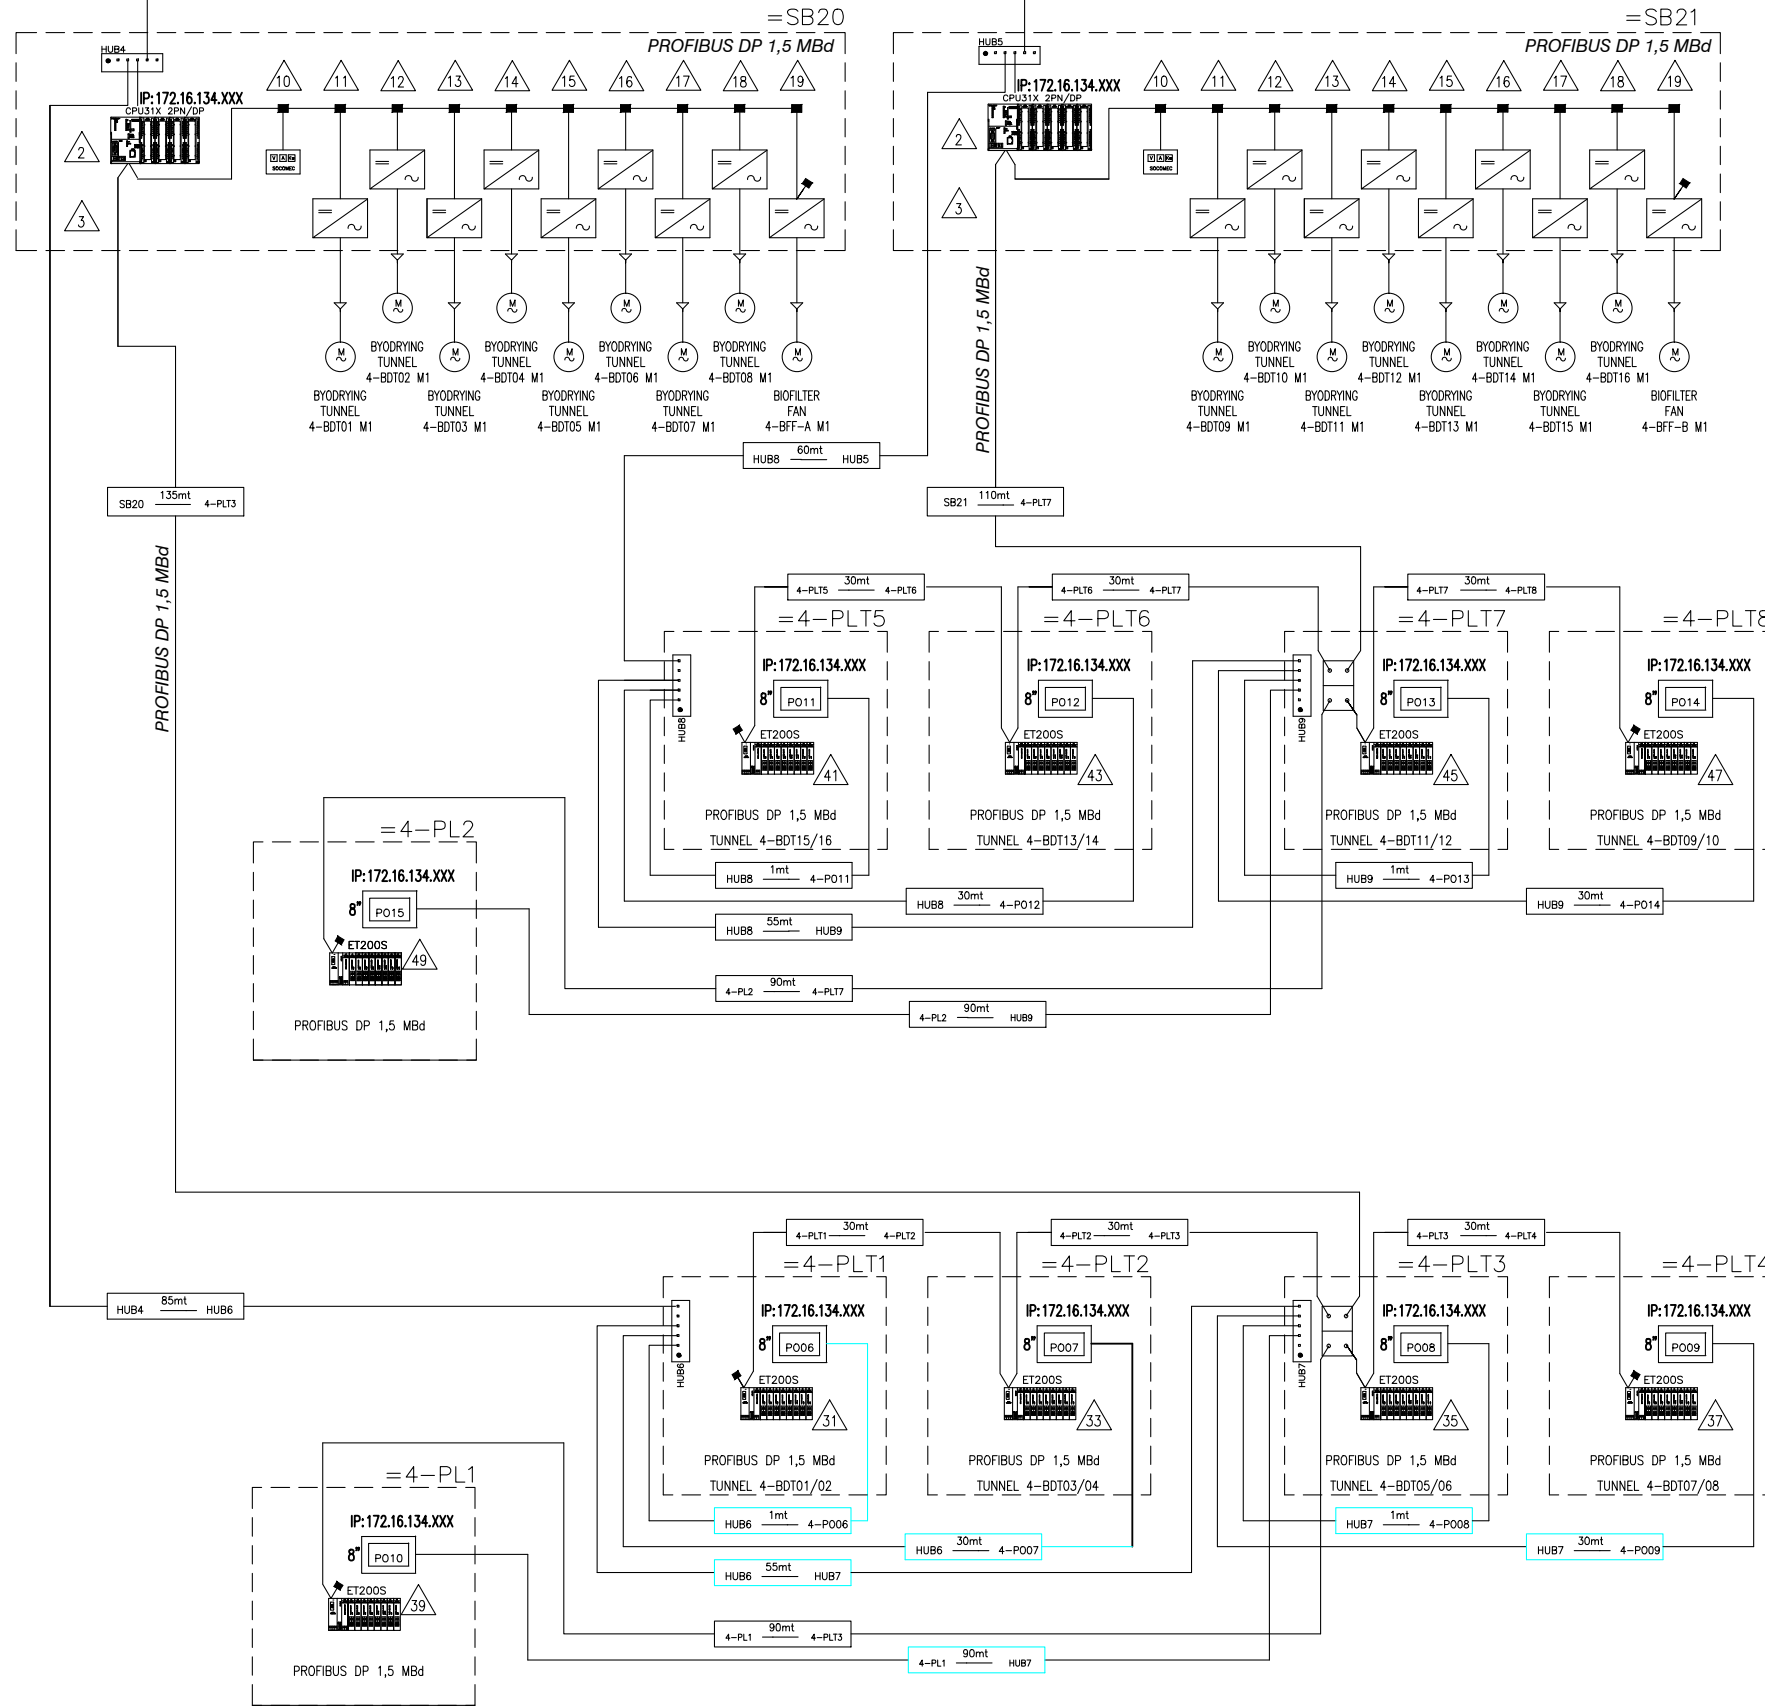 =SB20
HUB4
PROFIBUS DP 1,5 MBd
10
11
12
13
14
15
16
17
18
19
IP:172.16.134.XXX
CPU31X 2PN/DP
2
3
V A Kw
SOCOMEC
M
M
M
M
M
M
M
M
M
BYODRYING
TUNNEL
4-BDT02 M1
BYODRYING
TUNNEL
4-BDT04 M1
BYODRYING
TUNNEL
4-BDT06 M1
BYODRYING
TUNNEL
4-BDT08 M1
BYODRYING
TUNNEL
4-BDT01 M1
BYODRYING
TUNNEL
4-BDT03 M1
BYODRYING
TUNNEL
4-BDT05 M1
BYODRYING
TUNNEL
4-BDT07 M1
BIOFILTER
FAN
4-BFF-A M1
=SB21
HUB5
PROFIBUS DP 1,5 MBd
10
11
12
13
14
15
16
17
18
19
IP:172.16.134.XXX
CPU31X 2PN/DP
2
3
V A Kw
SOCOMEC
M
M
M
M
M
M
M
M
M
BYODRYING
TUNNEL
4-BDT10 M1
BYODRYING
TUNNEL
4-BDT12 M1
BYODRYING
TUNNEL
4-BDT14 M1
BYODRYING
TUNNEL
4-BDT16 M1
BYODRYING
TUNNEL
4-BDT09 M1
BYODRYING
TUNNEL
4-BDT11 M1
BYODRYING
TUNNEL
4-BDT13 M1
BYODRYING
TUNNEL
4-BDT15 M1
BIOFILTER
FAN
4-BFF-B M1
PROFIBUS DP 1,5 MBd
HUB8 60mt HUB5
SB20 135mt 4-PLT3
SB21 110mt 4-PLT7
PROFIBUS DP 1,5 MBd
4-PLT5 30mt 4-PLT6
4-PLT6 30mt 4-PLT7
4-PLT7 30mt 4-PLT8
=4-PLT5
IP:172.16.134.XXX
8" PO11
HUB8
ET200S
41
PROFIBUS DP 1,5 MBd
TUNNEL 4-BDT15/16
=4-PLT6
IP:172.16.134.XXX
8" PO12
ET200S
43
PROFIBUS DP 1,5 MBd
TUNNEL 4-BDT13/14
=4-PLT7
IP:172.16.134.XXX
8" PO13
HUB9
ET200S
45
PROFIBUS DP 1,5 MBd
TUNNEL 4-BDT11/12
=4-PLT8
IP:172.16.134.XXX
8" PO14
ET200S
47
PROFIBUS DP 1,5 MBd
TUNNEL 4-BDT09/10
HUB8 1mt 4-PO11
HUB9 1mt 4-PO13
HUB8 30mt 4-PO12
HUB9 30mt 4-PO14
HUB8 55mt HUB9
4-PL2 90mt 4-PLT7
4-PL2 90mt HUB9
=4-PL2
IP:172.16.134.XXX
8" PO15
ET200S
49
PROFIBUS DP 1,5 MBd
4-PLT1 30mt 4-PLT2
4-PLT2 30mt 4-PLT3
4-PLT3 30mt 4-PLT4
HUB4 85mt HUB6
=4-PLT1
IP:172.16.134.XXX
8" PO06
HUB6
ET200S
31
PROFIBUS DP 1,5 MBd
TUNNEL 4-BDT01/02
=4-PLT2
IP:172.16.134.XXX
8" PO07
ET200S
33
PROFIBUS DP 1,5 MBd
TUNNEL 4-BDT03/04
=4-PLT3
IP:172.16.134.XXX
8" PO08
HUB7
ET200S
35
PROFIBUS DP 1,5 MBd
TUNNEL 4-BDT05/06
=4-PLT4
IP:172.16.134.XXX
8" PO09
ET200S
37
PROFIBUS DP 1,5 MBd
TUNNEL 4-BDT07/08
HUB6 1mt 4-PO06
HUB7 1mt 4-PO08
HUB6 30mt 4-PO07
HUB7 30mt 4-PO09
HUB6 55mt HUB7
4-PL1 90mt 4-PLT3
4-PL1 90mt HUB7
=4-PL1
IP:172.16.134.XXX
8" PO10
ET200S
39
PROFIBUS DP 1,5 MBd